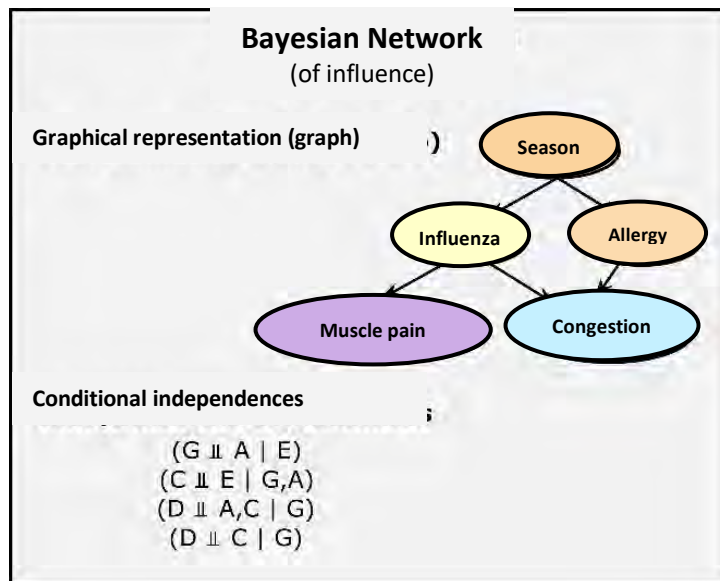 Bayesian Network
(of influence)
Graphical representation (graph)
)
Season
Influenza
Allergy
Muscle pain
Congestion
Conditional independences
s
(G ⫫ A | E)
(C ⫫ E | G,A)
(D ⫫ A,C | G)
(D ⫫ C | G)